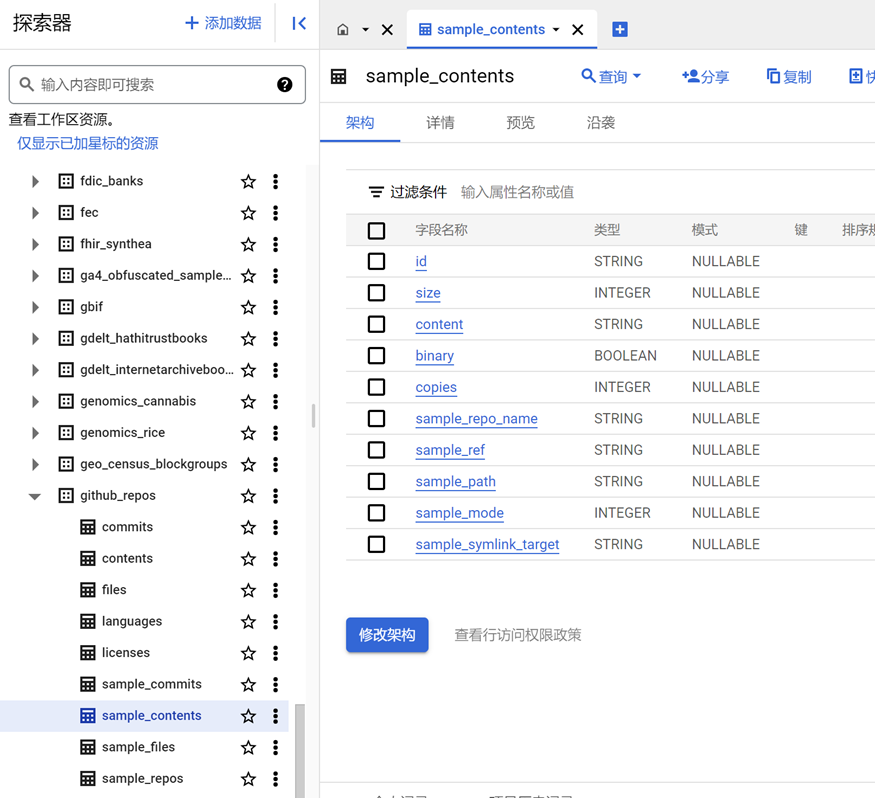 探索器
添加数据
输入内容即可搜索
查看工作区资源。
仅显示已加星标的资源
fdic_banks
fec
fhir_synthea
ga4_obfuscated_sample...
gbif
gdelt_hathitrustbooks
gdelt_internetarchiveboo...
genomics_cannabis
genomics_rice
geo_census_blockgroups
github_repos
commits
contents
files
languages
licenses
sample_commits
sample_contents
sample_files
sample_repos
sample_contents
sample_contents
查询 分享 复制 快
架构 详情 预览 沿袭
过滤条件 输入属性名称或值
字段名称 类型 模式 键 排序规
id STRING NULLABLE
size INTEGER NULLABLE
content STRING NULLABLE
binary BOOLEAN NULLABLE
copies INTEGER NULLABLE
sample_repo_name STRING NULLABLE
sample_ref STRING NULLABLE
sample_path STRING NULLABLE
sample_mode INTEGER NULLABLE
sample_symlink_target STRING NULLABLE
修改架构 查看行访问权限政策